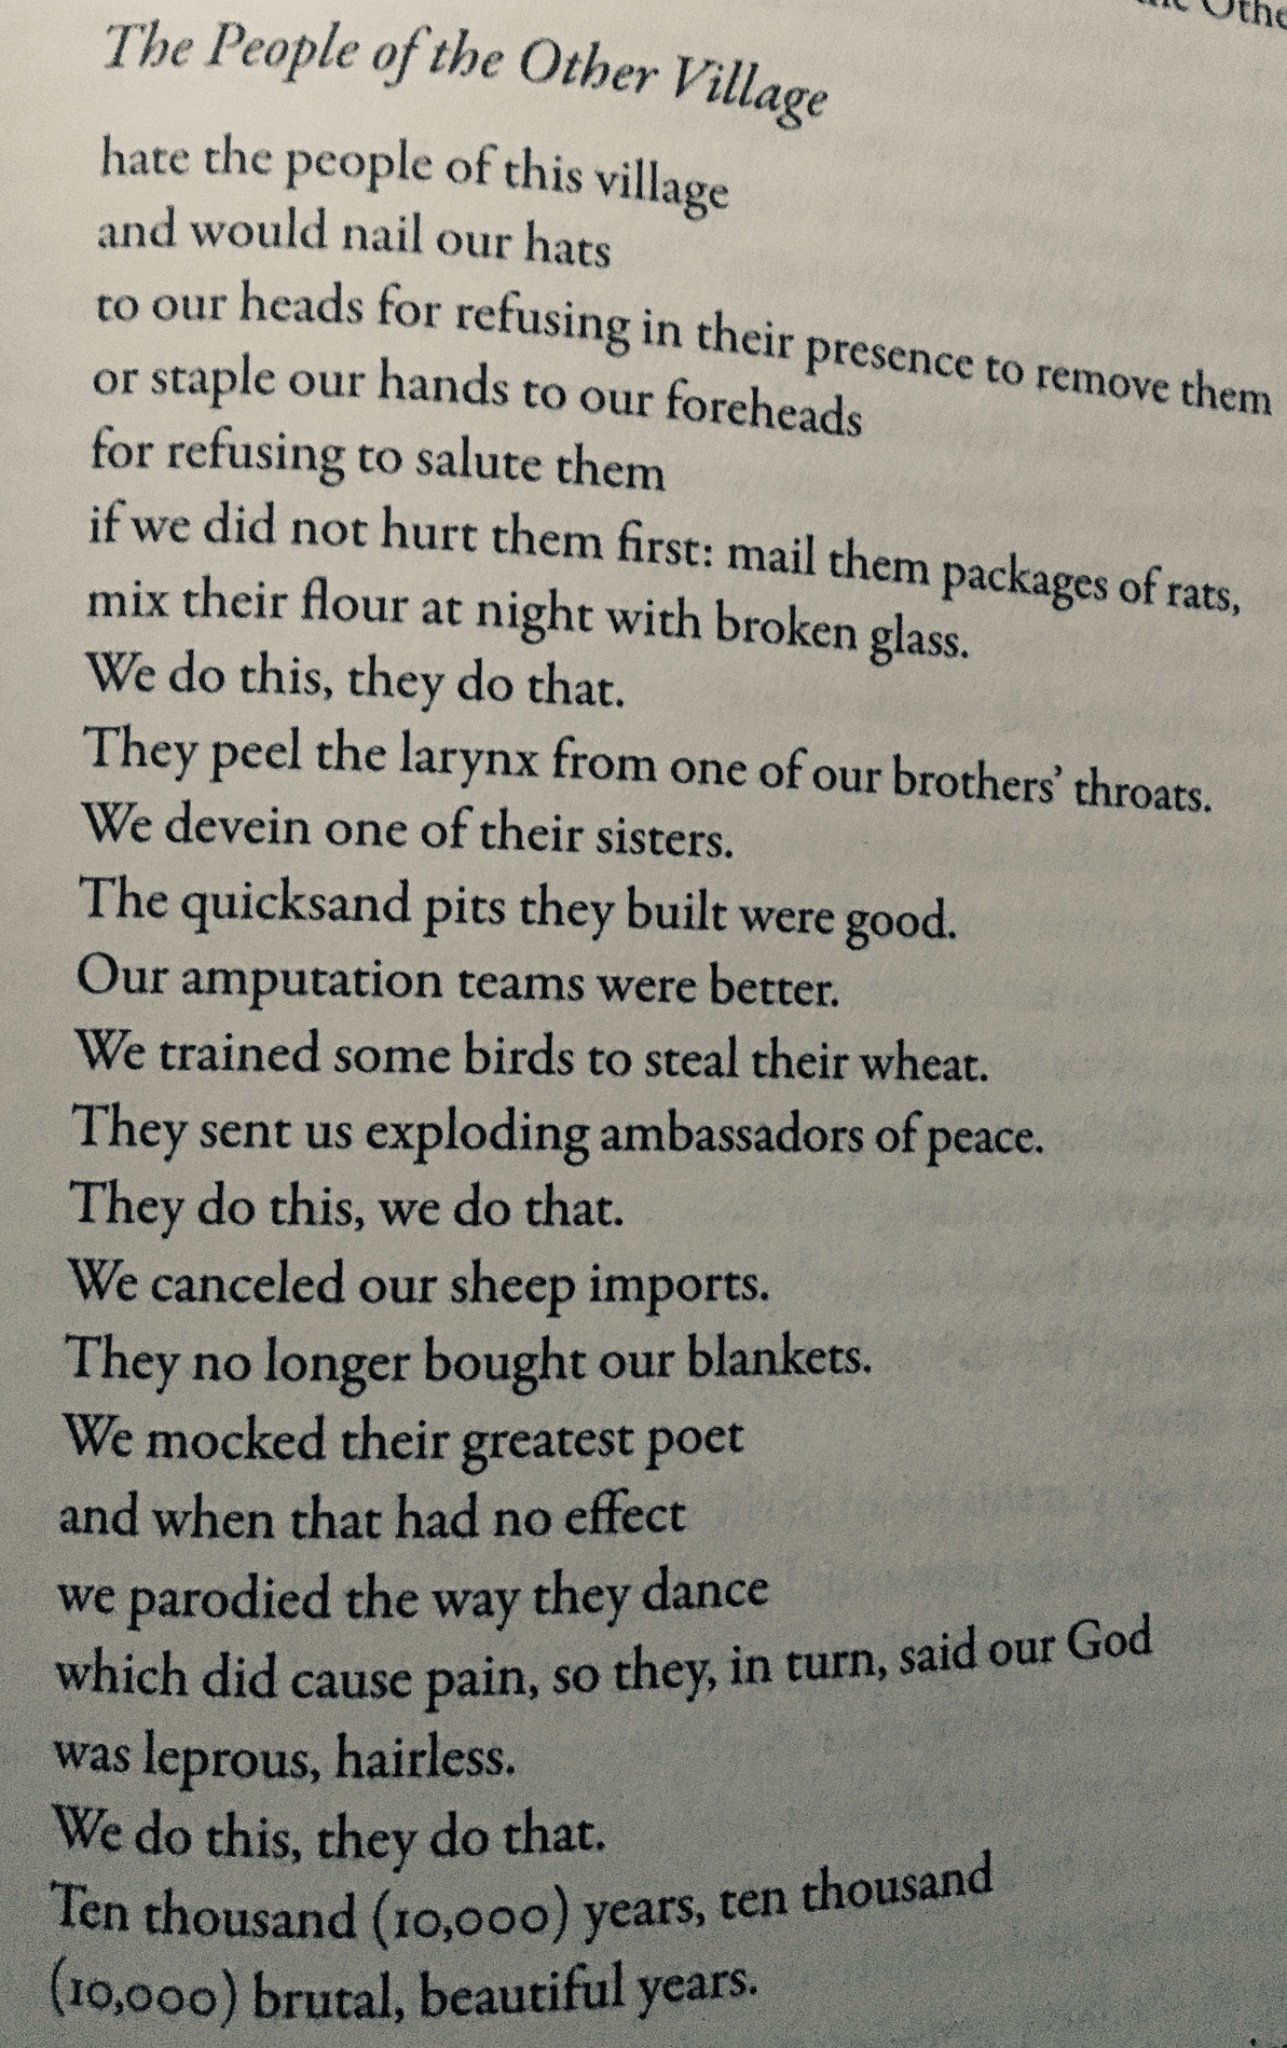 The People of the Other Village
hate the people of this village
and would nail our hats
to our heads for refusing in their presence to remove them
or staple our hands to our foreheads
for refusing to salute them
if we did not hurt them first: mail them packages of rats,
mix their flour at night with broken glass.
We do this, they do that.
They peel the larynx from one of our brothers' throats.
We devein one of their sisters.
The quicksand pits they built were good.
Our amputation teams were better.
We trained some birds to steal their wheat.
They sent us exploding ambassadors of peace.
They do this, we do that.
We canceled our sheep imports.
They no longer bought our blankets.
We mocked their greatest poet
and when that had no effect
we parodied the way they dance
which did cause pain, so they, in turn, said our God
was leprous, hairless.
We do this, they do that.
Ten thousand (10,000) years, ten thousand
(10,000) brutal, beautiful years.